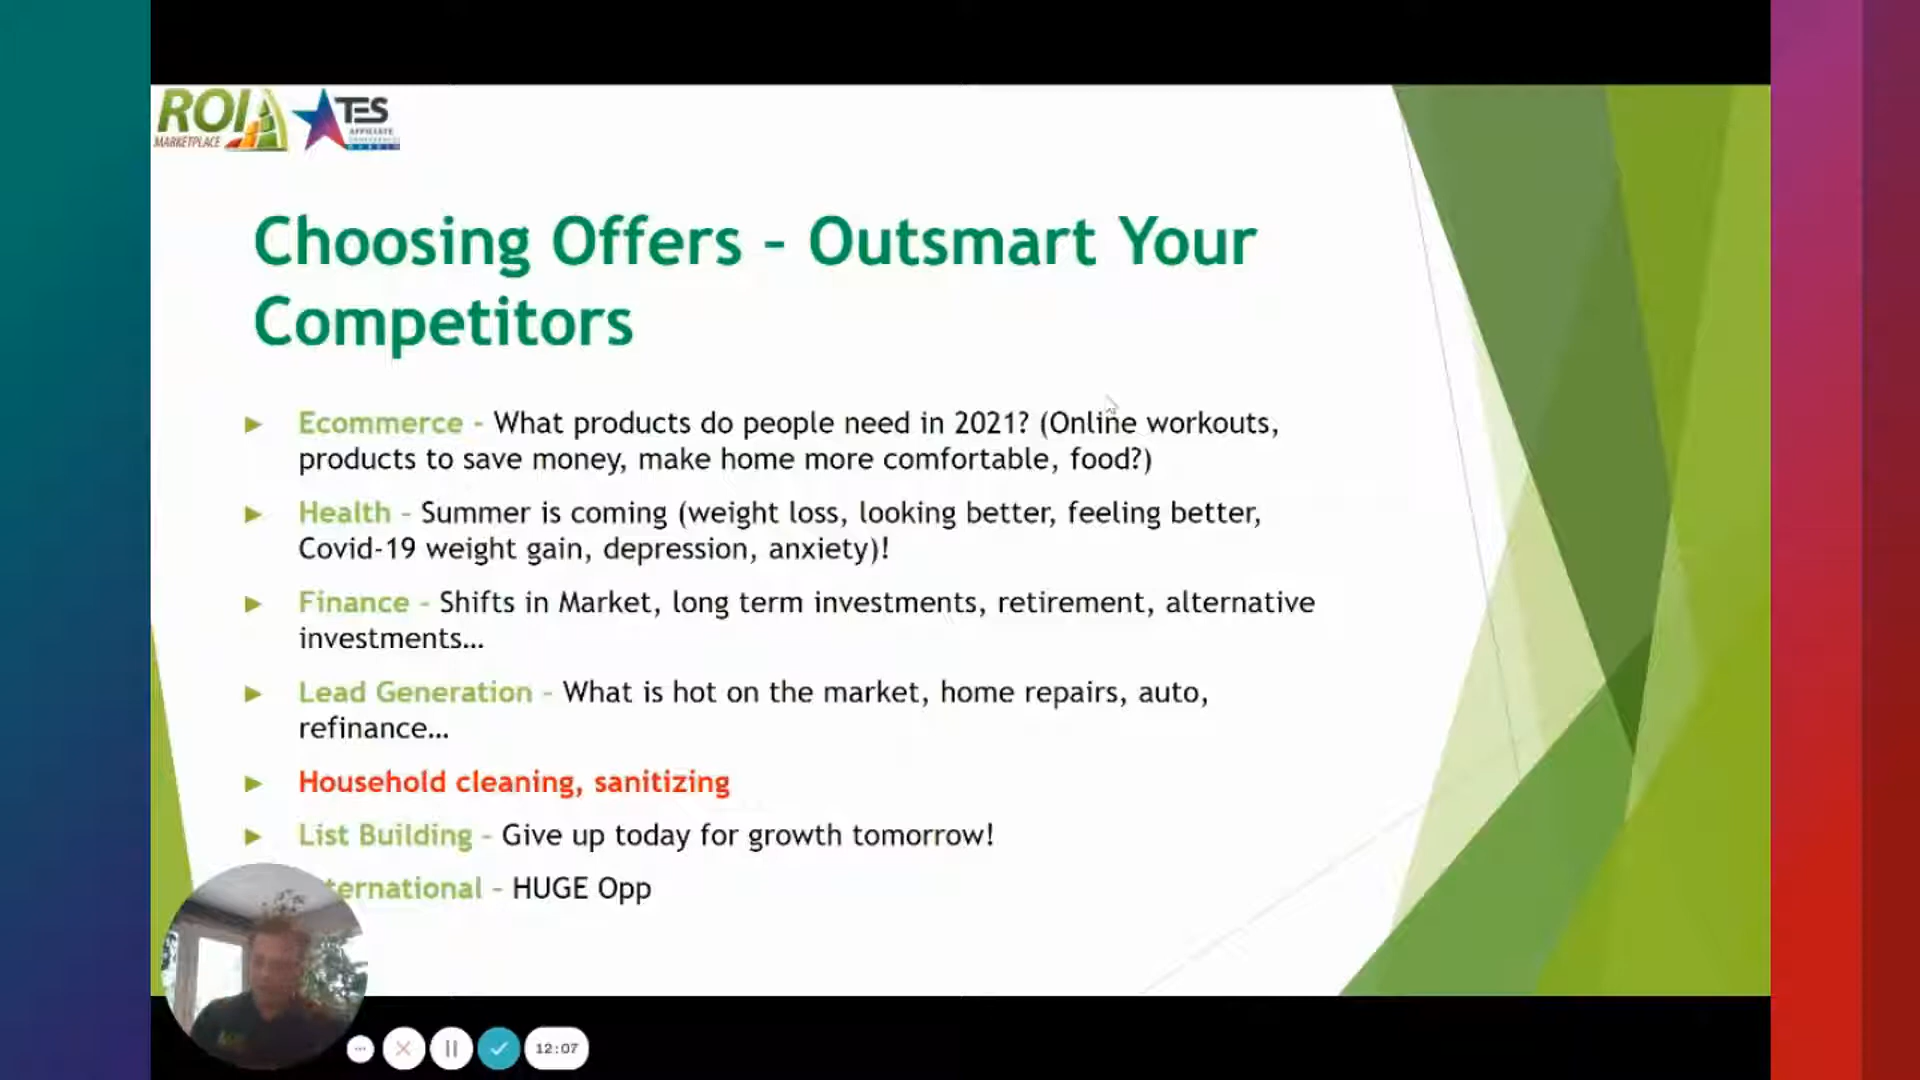 ROI
MARKETPLACE
TES
AFFILIATE
Choosing Offers – Outsmart Your
Competitors
► Ecommerce - What products do people need in 2021? (Online workouts,
products to save money, make home more comfortable, food?)
► Health – Summer is coming (weight loss, looking better, feeling better,
Covid-19 weight gain, depression, anxiety)!
► Finance – Shifts in Market, long term investments, retirement, alternative
investments…
► Lead Generation – What is hot on the market, home repairs, auto,
refinance…
► Household cleaning, sanitizing
► List Building – Give up today for growth tomorrow!
ternational – HUGE Opp
12:07